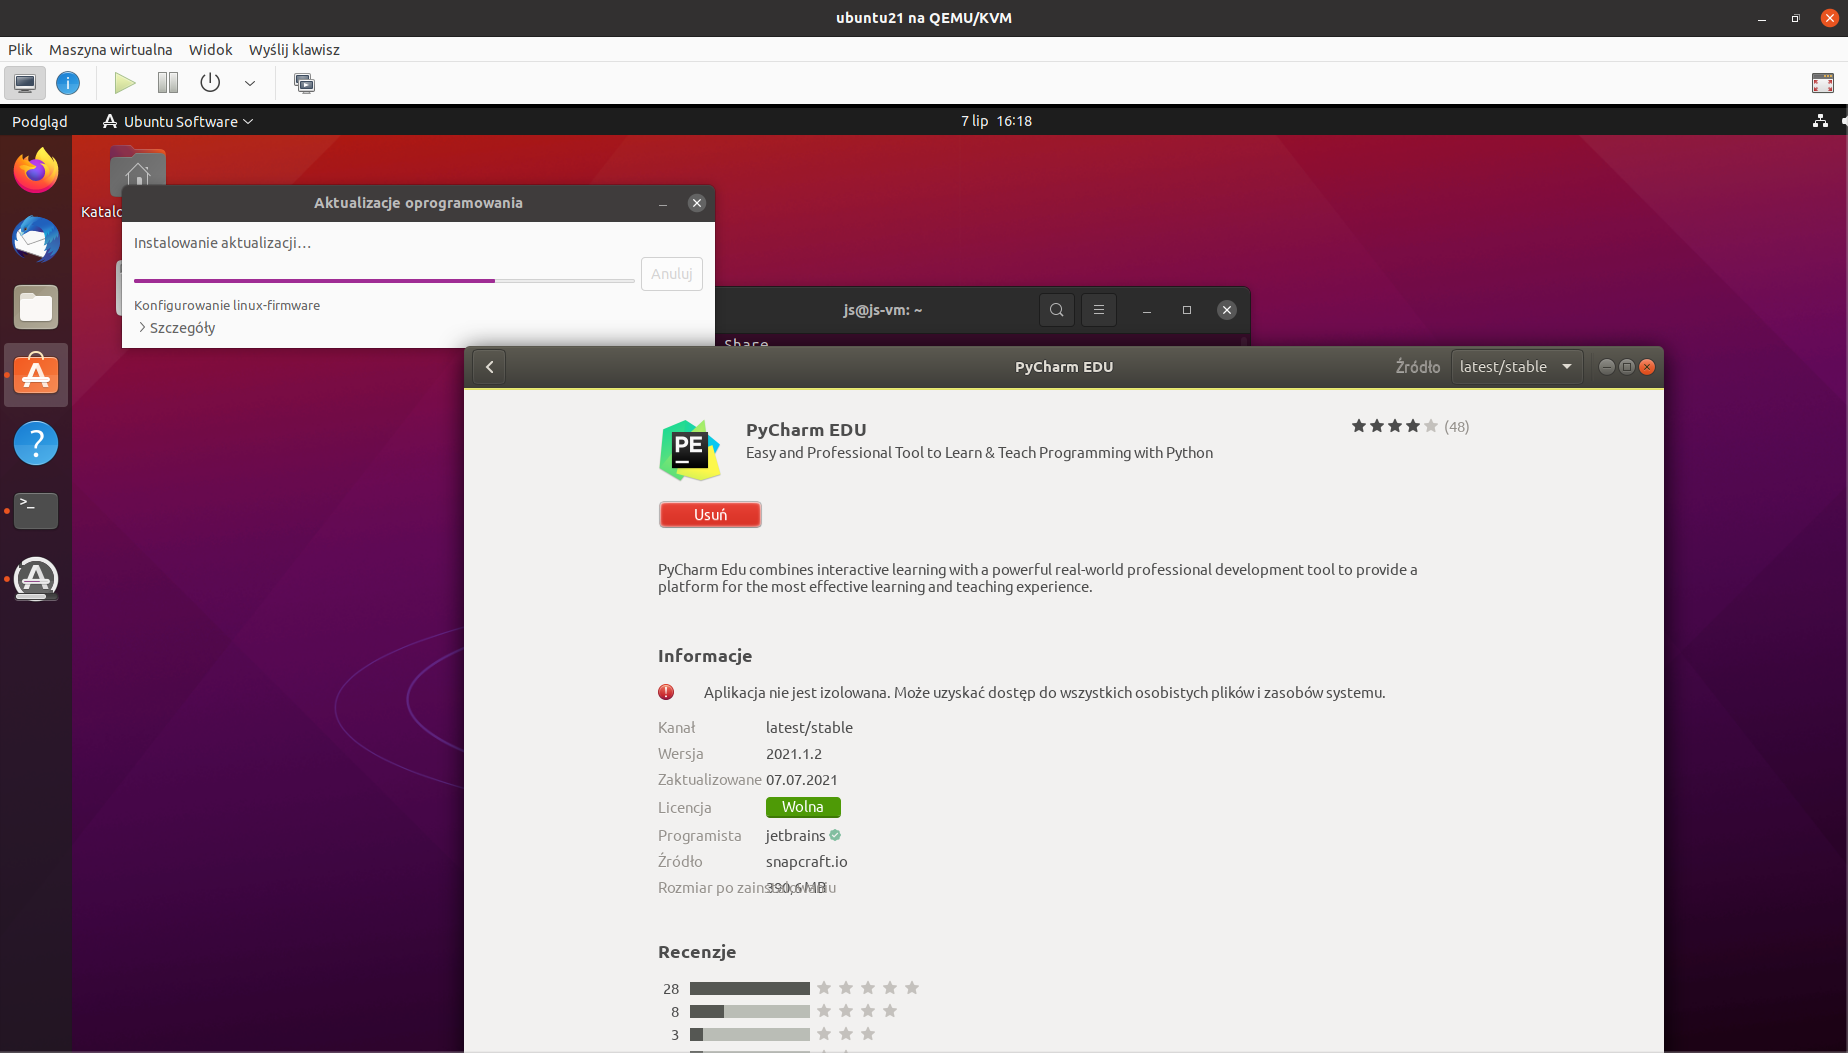 ubuntu21 na QEMU/KVM
Plik Maszyna wirtualna Widok Wyślij klawisz
Podgląd Ubuntu Software 7 lip 16:18
Aktualizacje oprogramowania
Instalowanie aktualizacji…
Anuluj
Konfigurowanie linux-firmware
Szczegóły
js@js-vm: ~
Share
PyCharm EDU
Źródło latest/stable
PE
PyCharm EDU
(48)
Easy and Professional Tool to Learn & Teach Programming with Python
Usuń
PyCharm Edu combines interactive learning with a powerful real-world professional development tool to provide a
platform for the most effective learning and teaching experience.
Informacje
Aplikacja nie jest izolowana. Może uzyskać dostęp do wszystkich osobistych plików i zasobów systemu.
Kanał latest/stable
Wersja 2021.1.2
Zaktualizowane 07.07.2021
Licencja Wolna
Programista jetbrains
Źródło snapcraft.io
Rozmiar po zainstalowaniu 390,6 MB
Recenzje
28
8
3